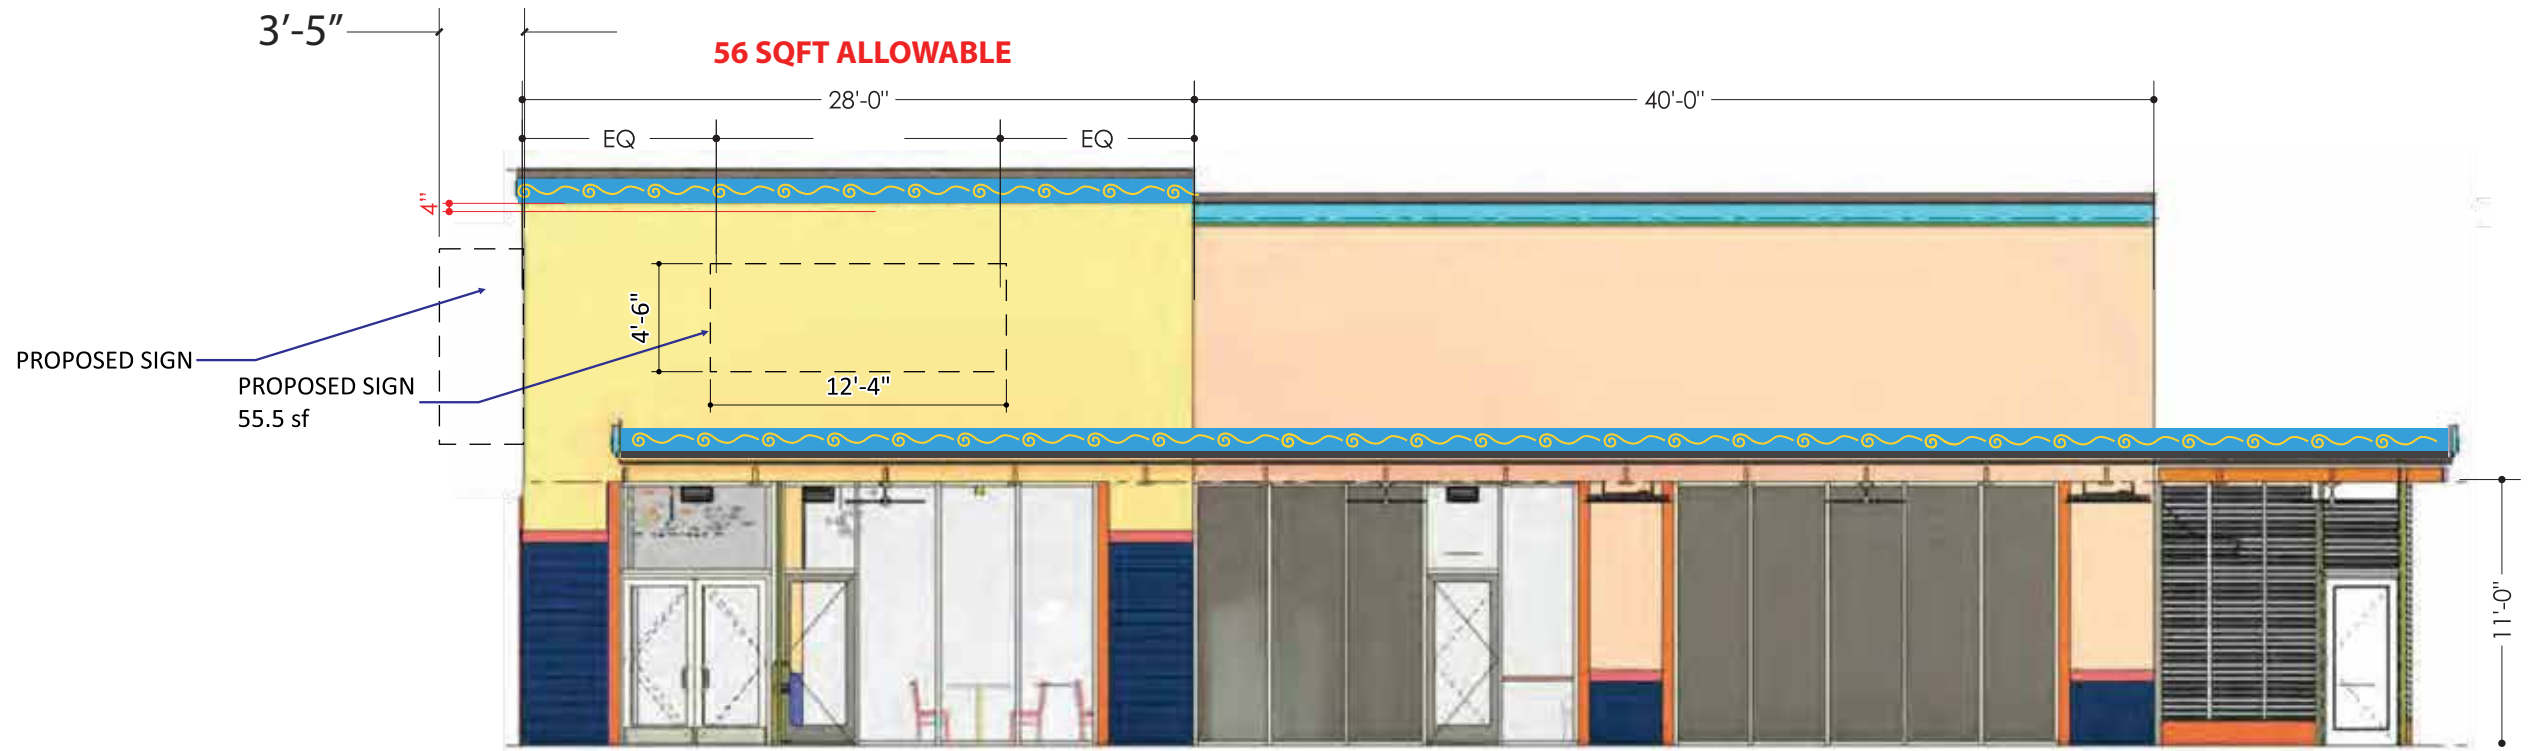 3'-5"
56 SQFT ALLOWABLE
28'-0"
40'-0"
EQ
EQ
4"
4'-6"
PROPOSED SIGN
PROPOSED SIGN
55.5 sf
12'-4"
11'-0"